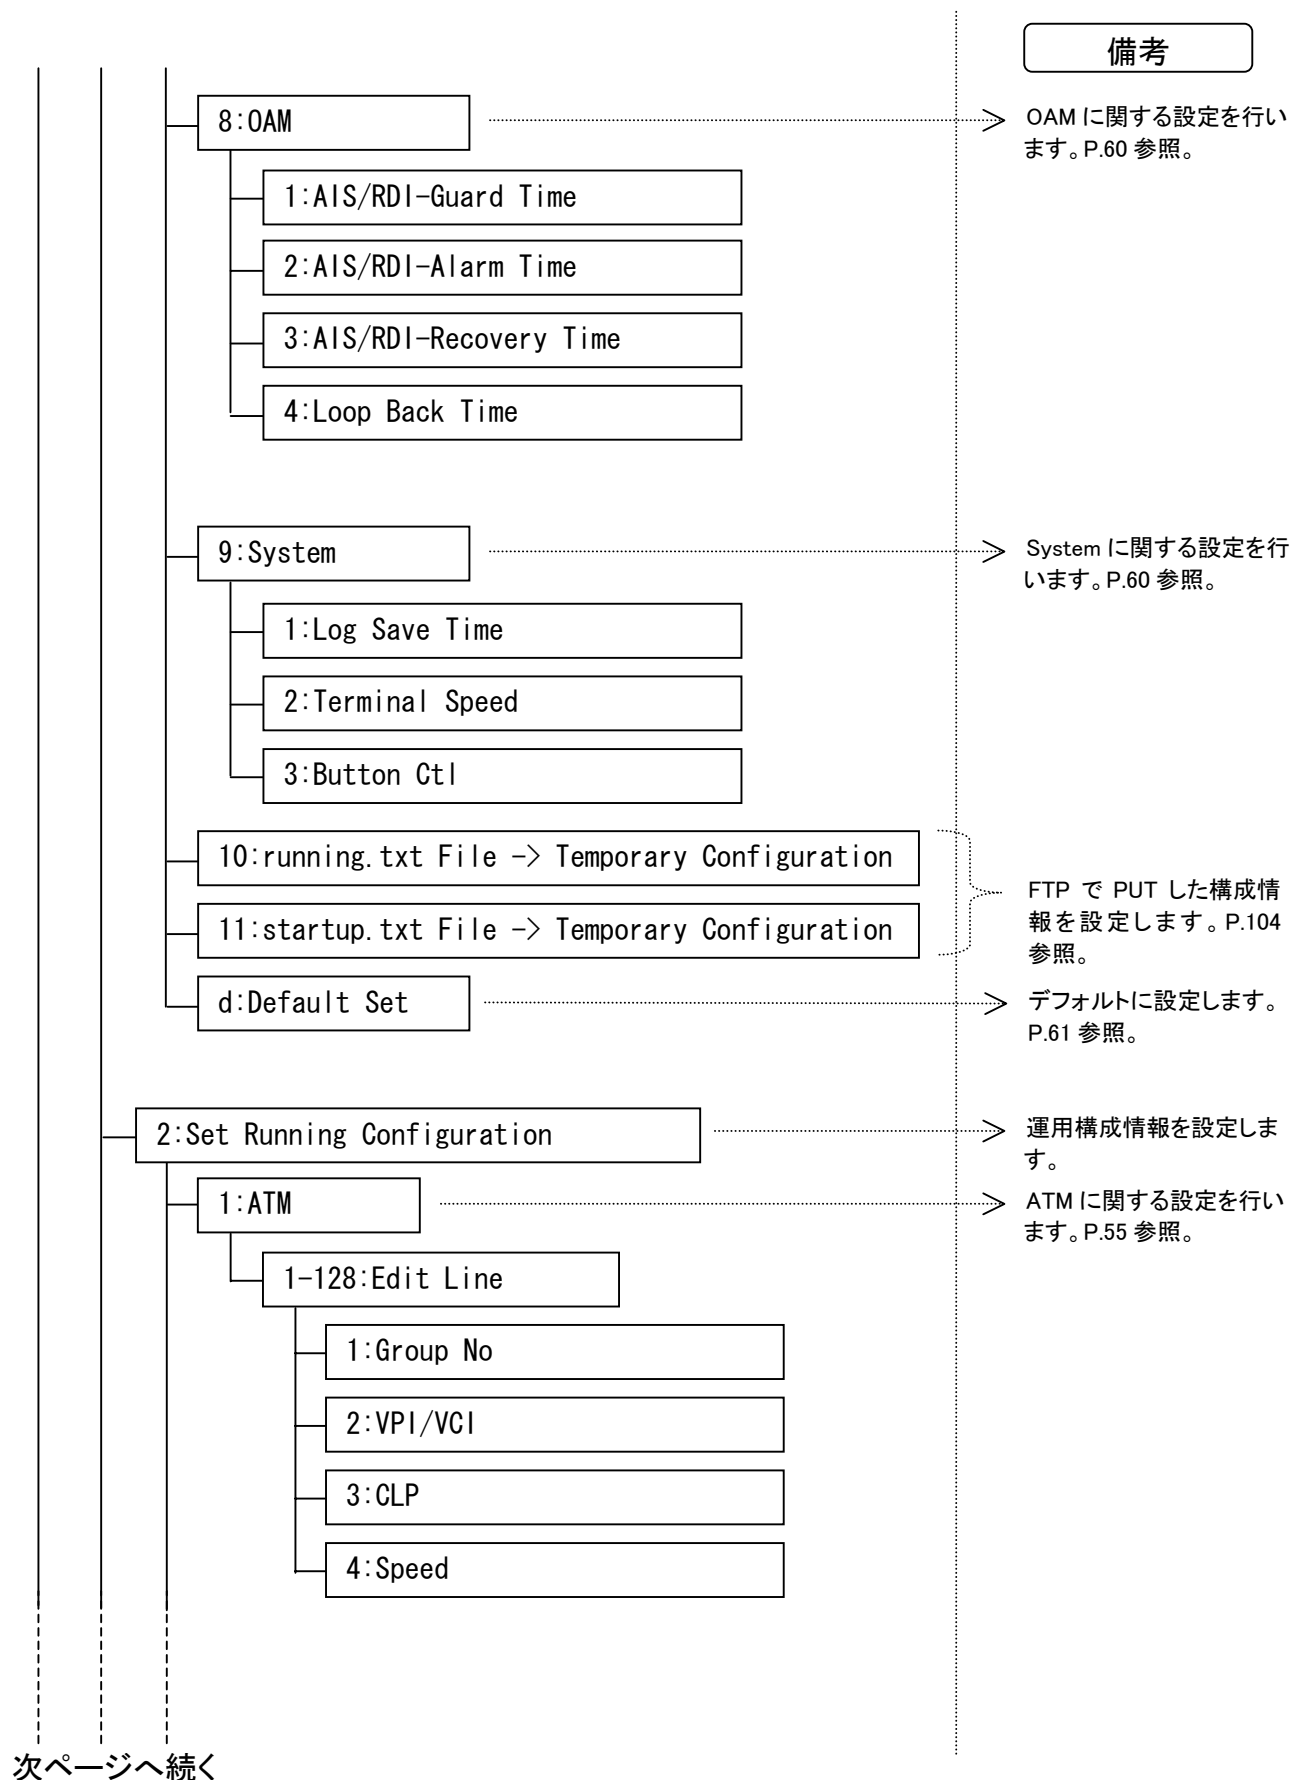 備考
8:OAM
OAM に関する設定を行い
ます。P.60 参照。
1:AIS/RDI-Guard Time
2:AIS/RDI-Alarm Time
3:AIS/RDI-Recovery Time
4:Loop Back Time
9:System
System に関する設定を行
います。P.60 参照。
1:Log Save Time
2:Terminal Speed
3:Button Ctl
10:running.txt File -> Temporary Configuration
11:startup.txt File -> Temporary Configuration
FTP で PUT した構成情
報を設定します。P.104
参照。
d:Default Set
デフォルトに設定します。
P.61 参照。
2:Set Running Configuration
運用構成情報を設定しま
す。
1:ATM
ATM に関する設定を行い
ます。P.55 参照。
1-128:Edit Line
1:Group No
2:VPI/VCI
3:CLP
4:Speed
次ページへ続く